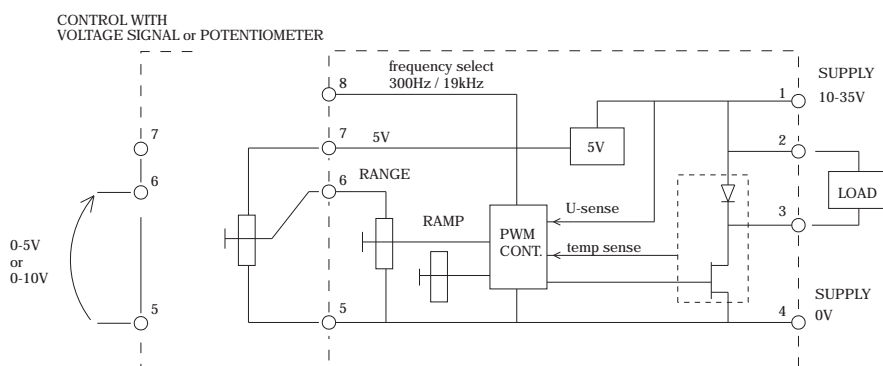 CONTROL WITH
VOLTAGE SIGNAL or POTENTIOMETER
frequency select
300Hz / 19kHz
8
1
SUPPLY
10-35V
7
7
5V
5V
2
6
6
RANGE
LOAD
RAMP
PWM
CONT.
U-sense
3
temp sense
0-5V
or
0-10V
5
5
4
SUPPLY
0V